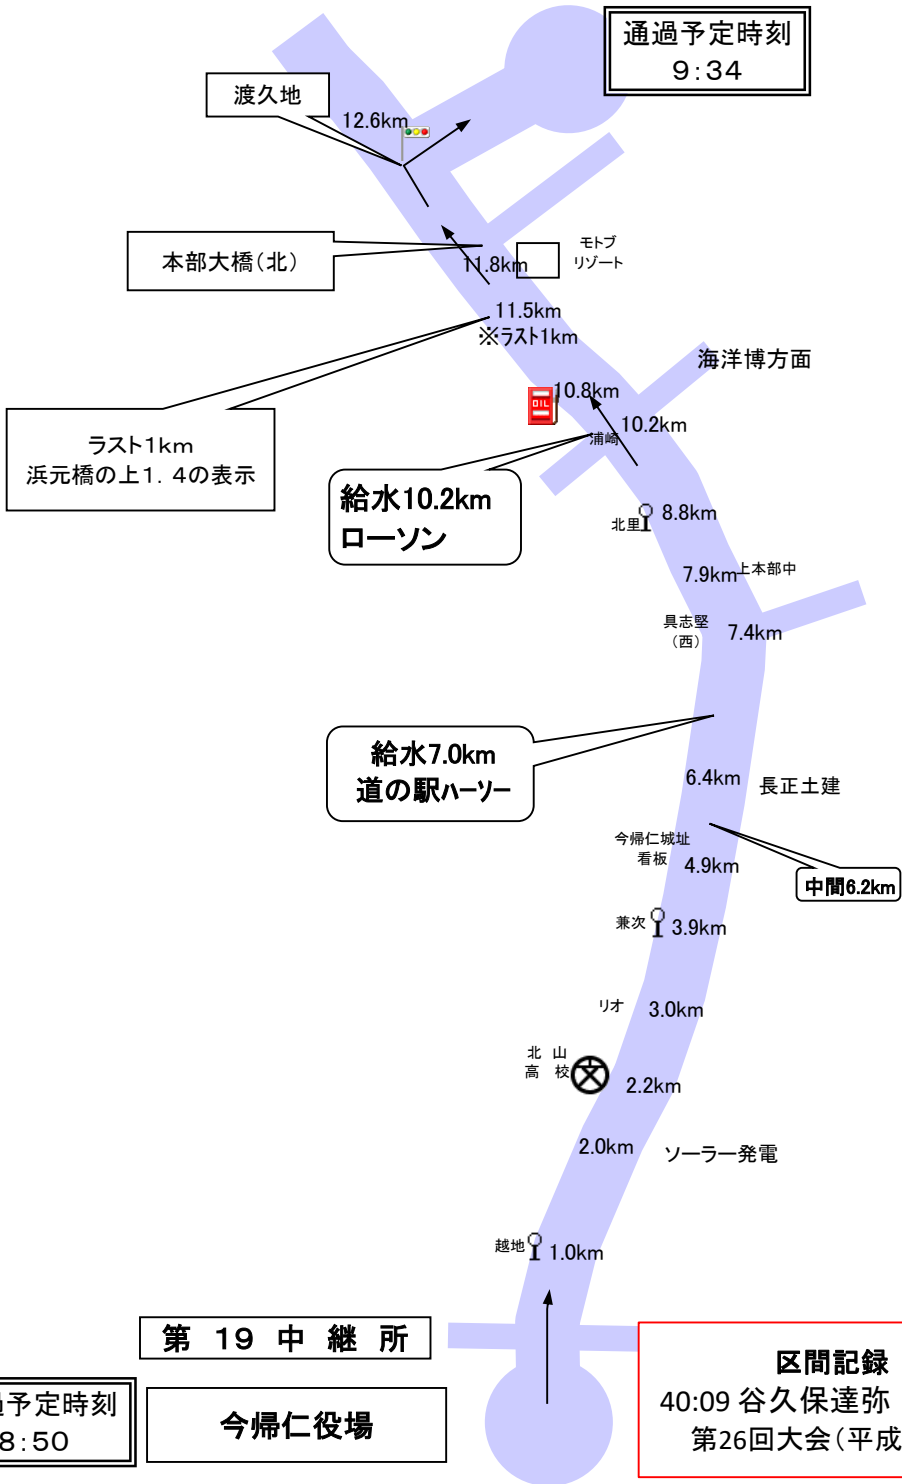 通過予定時刻
9:34
渡久地
12.6km
本部大橋(北)
11.8km
モトブ
リゾート
11.5km
※ラスト1km
海洋博方面
10.8km
OIL
10.2km
浦崎
ラスト1km
浜元橋の上1.4の表示
給水10.2km
ローソン
北里
8.8km
7.9km
上本部中
具志堅
(西)
7.4km
給水7.0km
道の駅ハーソー
6.4km
長正土建
今帰仁城址
看板
4.9km
中間6.2km
兼次
3.9km
リオ
3.0km
北 山
高 校
2.2km
2.0km
ソーラー発電
越地
1.0km
第 19 中 継 所
区間記録
40:09 谷久保達弥
第26回大会(平成
過予定時刻
8:50
今帰仁役場